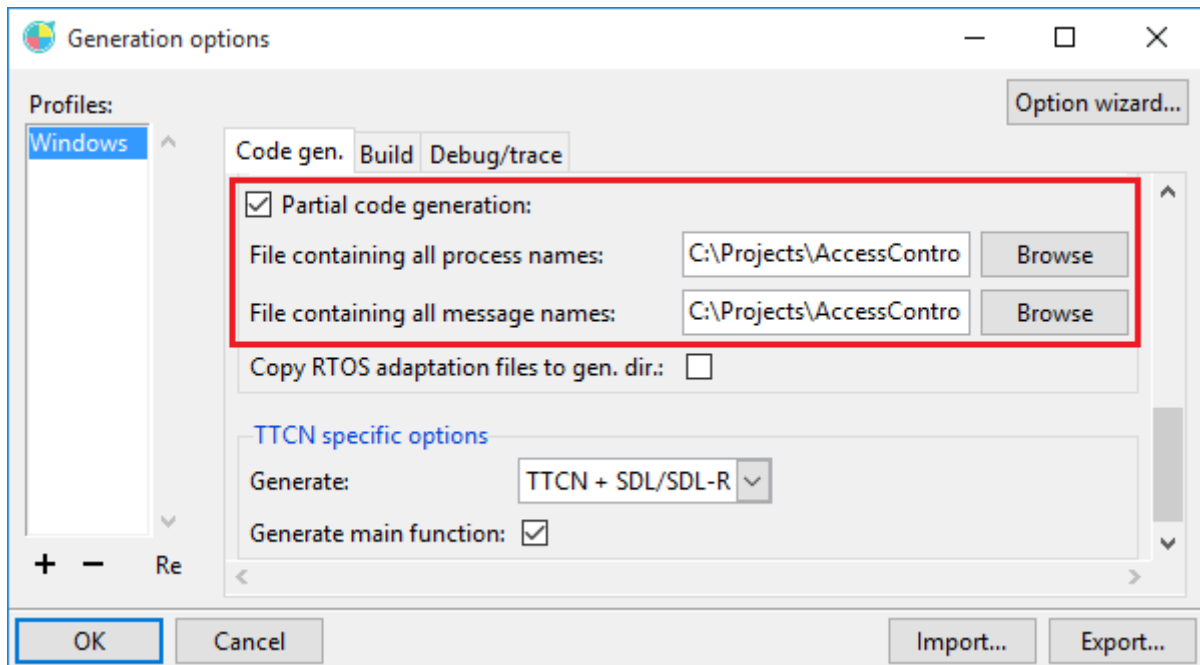 Generation options
Profiles:
Option wizard...
Windows
Code gen. Build Debug/trace
Partial code generation:
File containing all process names: C:\Projects\AccessContro Browse
File containing all message names: C:\Projects\AccessContro Browse
Copy RTOS adaptation files to gen. dir.:
TTCN specific options
Generate: TTCN + SDL/SDL-R
Generate main function:
+ − Re
OK Cancel Import... Export...